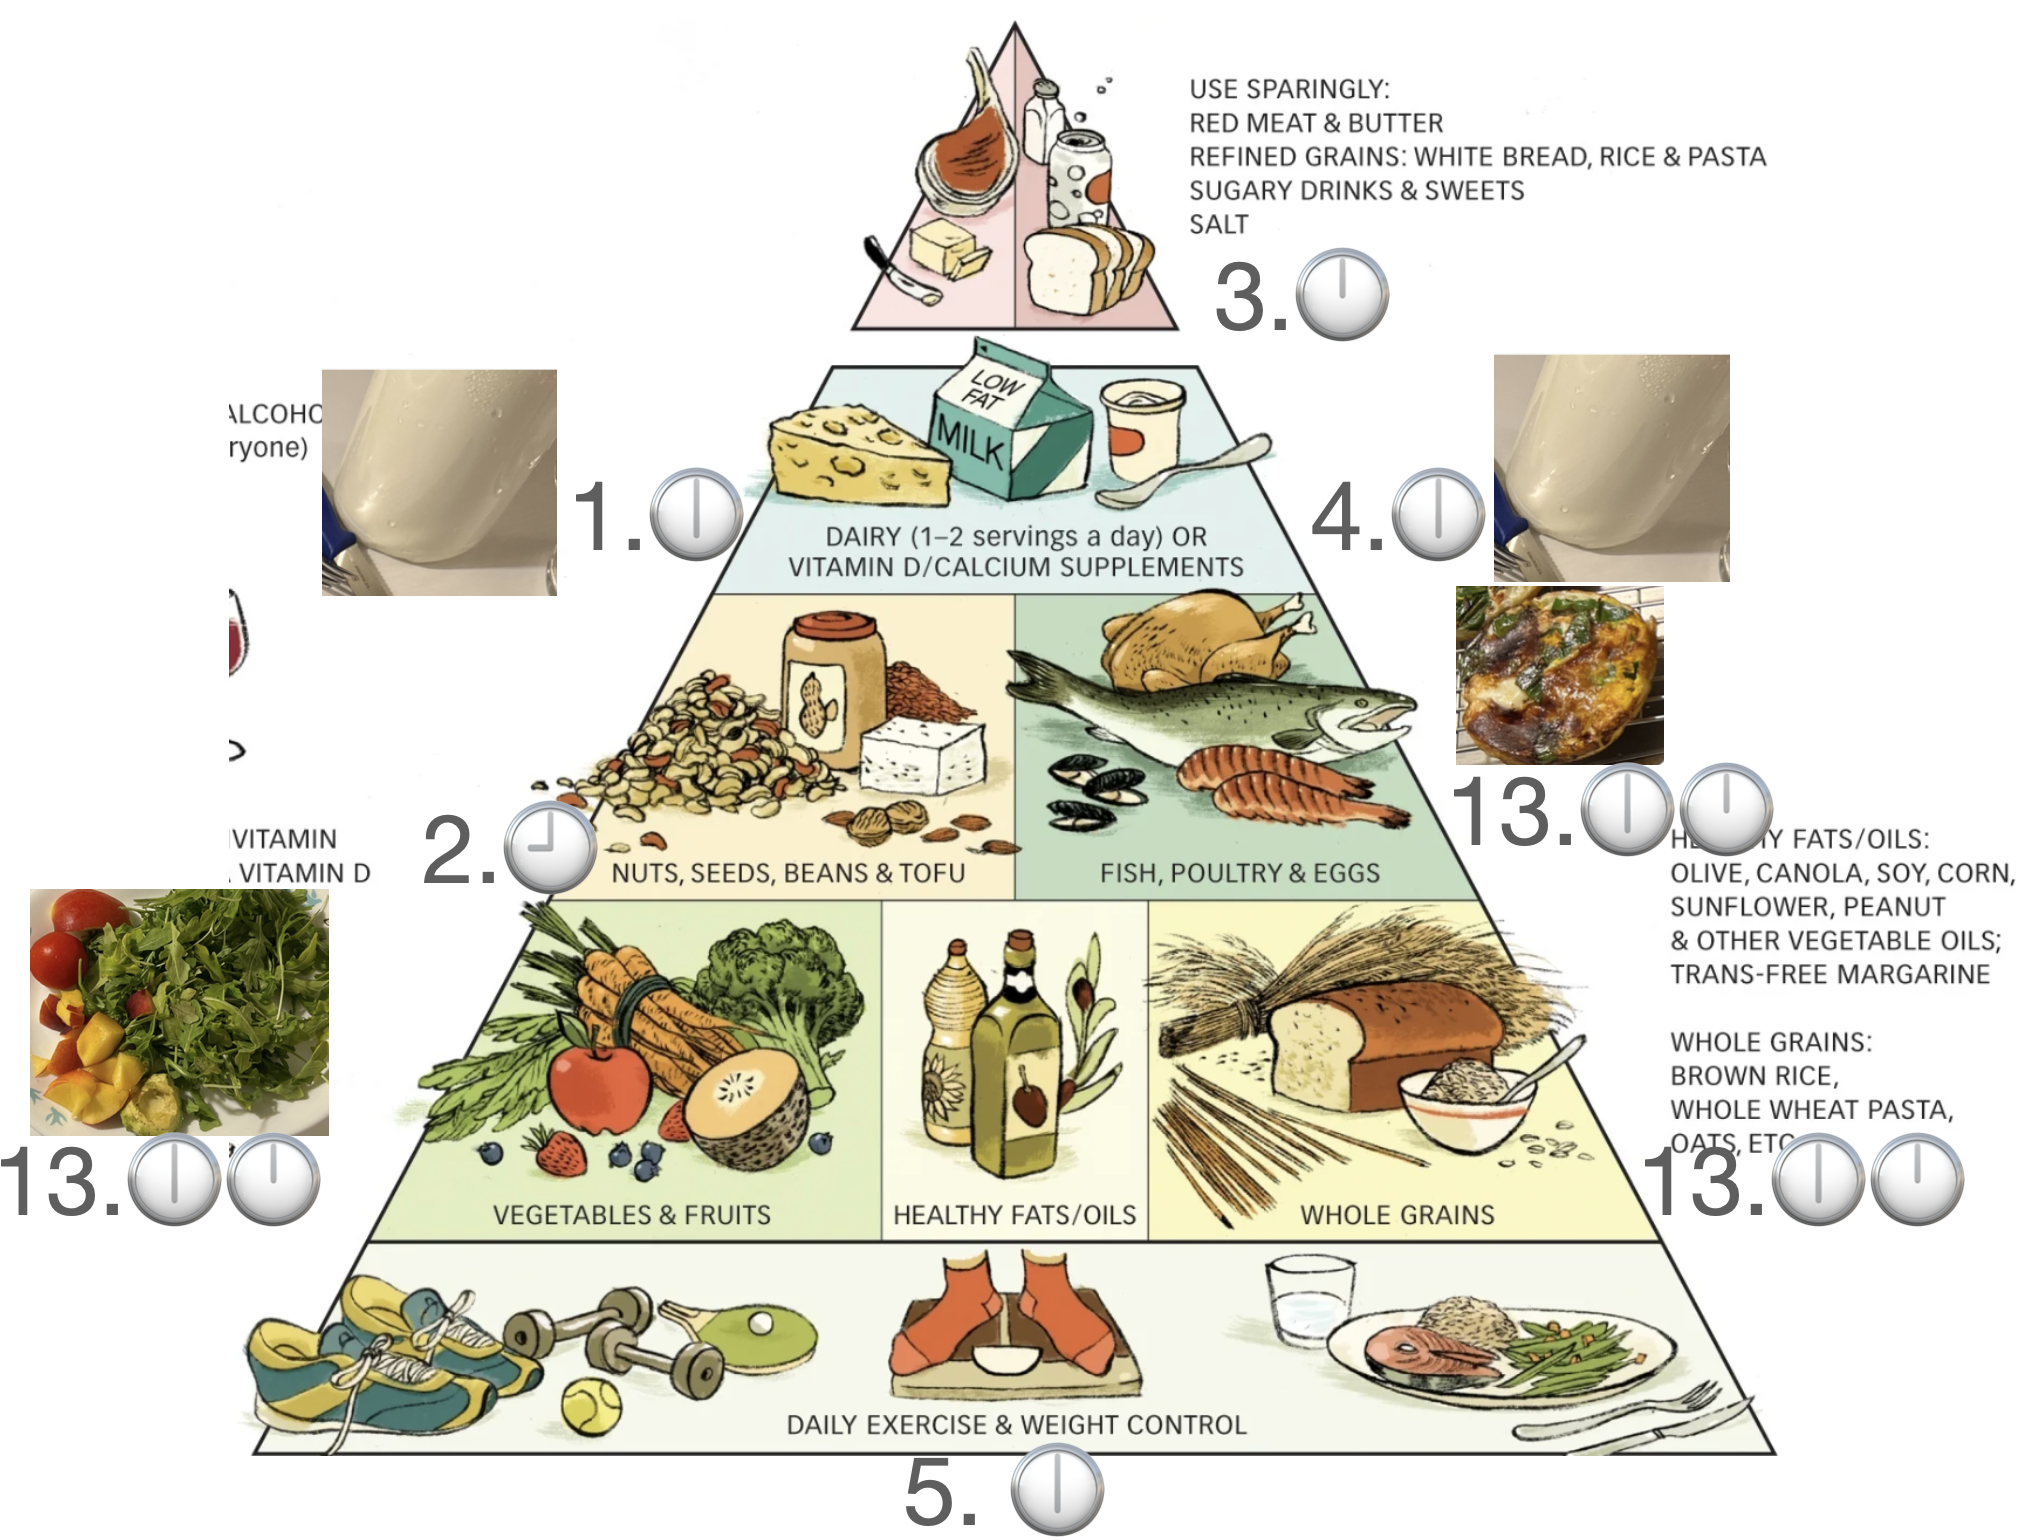 USE SPARINGLY:
RED MEAT & BUTTER
REFINED GRAINS: WHITE BREAD, RICE & PASTA
SUGARY DRINKS & SWEETS
SALT
3.
LOW
FAT
MILK
ryone)
1.
4.
DAIRY (1–2 servings a day) OR
VITAMIN D/CALCIUM SUPPLEMENTS
13.
VITAMIN
VITAMIN D
2.
NUTS, SEEDS, BEANS & TOFU
FISH, POULTRY & EGGS
FATS/OILS:
OLIVE, CANOLA, SOY, CORN,
SUNFLOWER, PEANUT
& OTHER VEGETABLE OILS;
TRANS-FREE MARGARINE
WHOLE GRAINS:
BROWN RICE,
WHOLE WHEAT PASTA,
OATS, ETC
13.
13.
VEGETABLES & FRUITS
HEALTHY FATS/OILS
WHOLE GRAINS
DAILY EXERCISE & WEIGHT CONTROL
5.